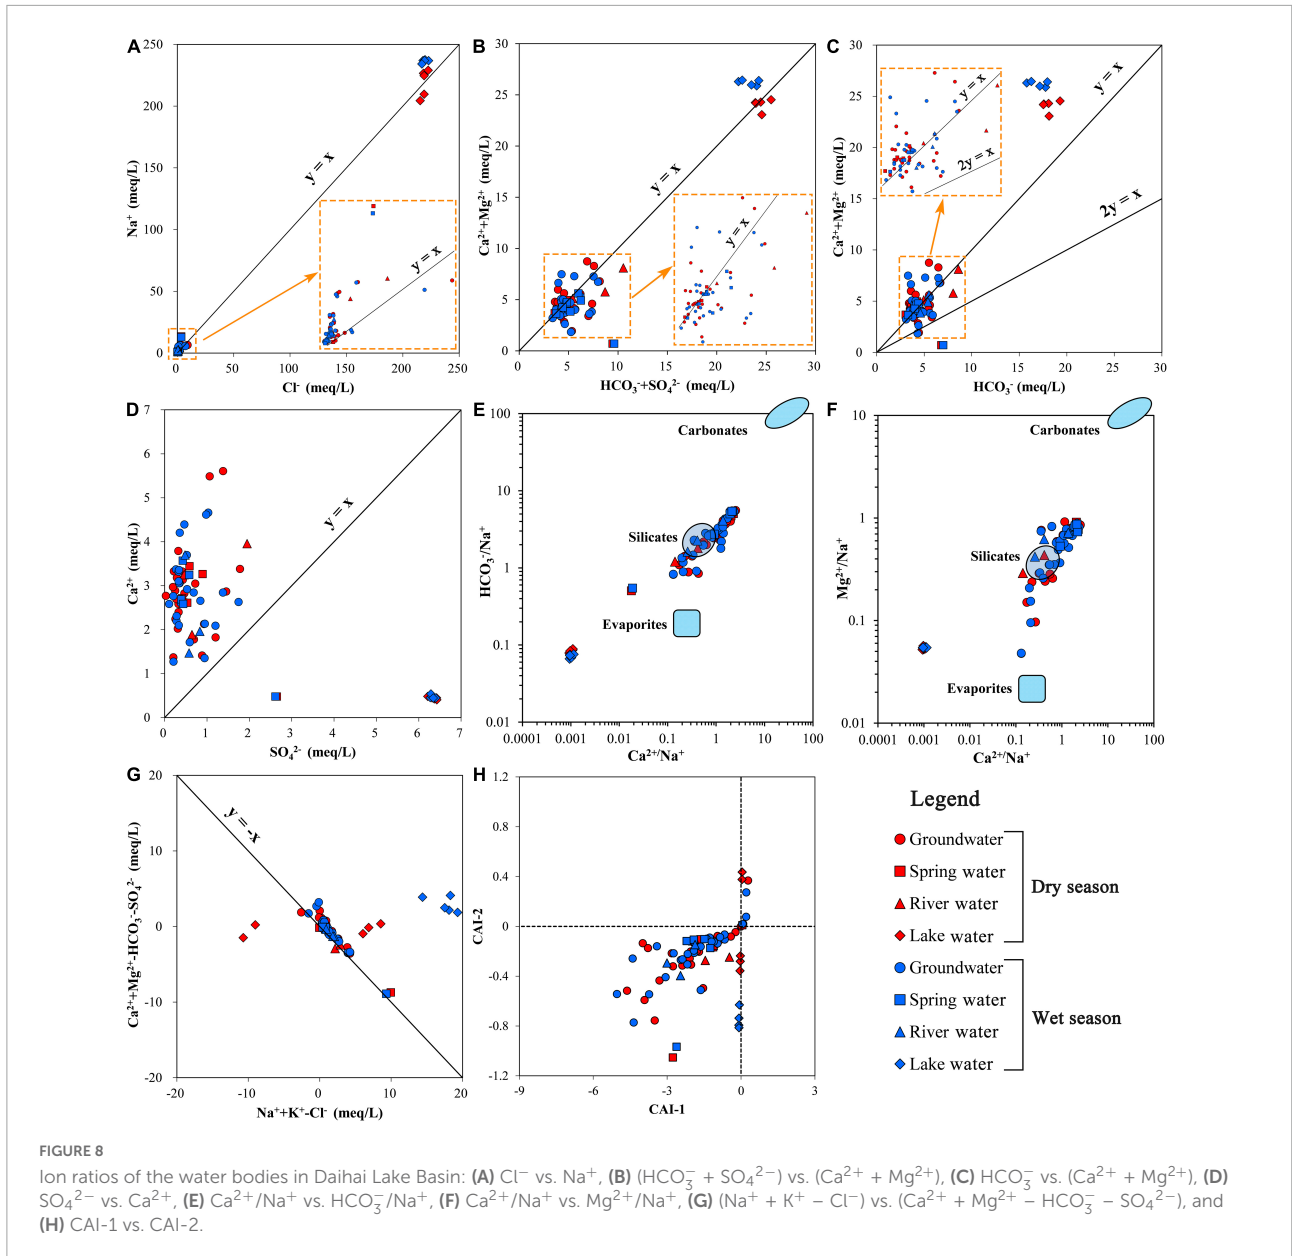 A
Na⁺ (meq/L)
250
200
150
100
50
0
0
50
100
150
200
250
Cl⁻ (meq/L)
y = x
y = x
B
Ca²⁺+Mg²⁺ (meq/L)
30
25
20
15
10
5
0
0
5
10
15
20
25
30
HCO₃⁻+SO₄²⁻ (meq/L)
y = x
y = x
C
Ca²⁺+Mg²⁺ (meq/L)
30
25
20
15
10
5
0
0
5
10
15
20
25
30
HCO₃⁻ (meq/L)
y = x
2y = x
y = x
2y = x
D
Ca²⁺ (meq/L)
7
6
5
4
3
2
1
0
0
1
2
3
4
5
6
7
SO₄²⁻ (meq/L)
y = x
E
HCO₃⁻/Na⁺
100
10
1
0.1
0.01
0.0001
0.001
0.01
0.1
1
10
100
Ca²⁺/Na⁺
Carbonates
Silicates
Evaporites
F
Mg²⁺/Na⁺
10
1
0.1
0.01
0.0001
0.001
0.01
0.1
1
10
100
Ca²⁺/Na⁺
Carbonates
Silicates
Evaporites
G
Ca²⁺+Mg²⁺-HCO₃⁻-SO₄²⁻ (meq/L)
20
10
0
-10
-20
-20
-10
0
10
20
Na⁺+K⁺-Cl⁻ (meq/L)
y = -x
H
CAI-2
1.2
0.8
0.4
0
-0.4
-0.8
-1.2
-9
-6
-3
0
3
CAI-1
Legend
Groundwater
Spring water
River water
Lake water
Dry season
Groundwater
Spring water
River water
Lake water
Wet season
FIGURE 8
Ion ratios of the water bodies in Daihai Lake Basin: (A) Cl⁻ vs. Na⁺, (B) (HCO₃⁻ + SO₄²⁻) vs. (Ca²⁺ + Mg²⁺), (C) HCO₃⁻ vs. (Ca²⁺ + Mg²⁺), (D)
SO₄²⁻ vs. Ca²⁺, (E) Ca²⁺/Na⁺ vs. HCO₃⁻/Na⁺, (F) Ca²⁺/Na⁺ vs. Mg²⁺/Na⁺, (G) (Na⁺ + K⁺ − Cl⁻) vs. (Ca²⁺ + Mg²⁺ − HCO₃⁻ − SO₄²⁻), and
(H) CAI-1 vs. CAI-2.